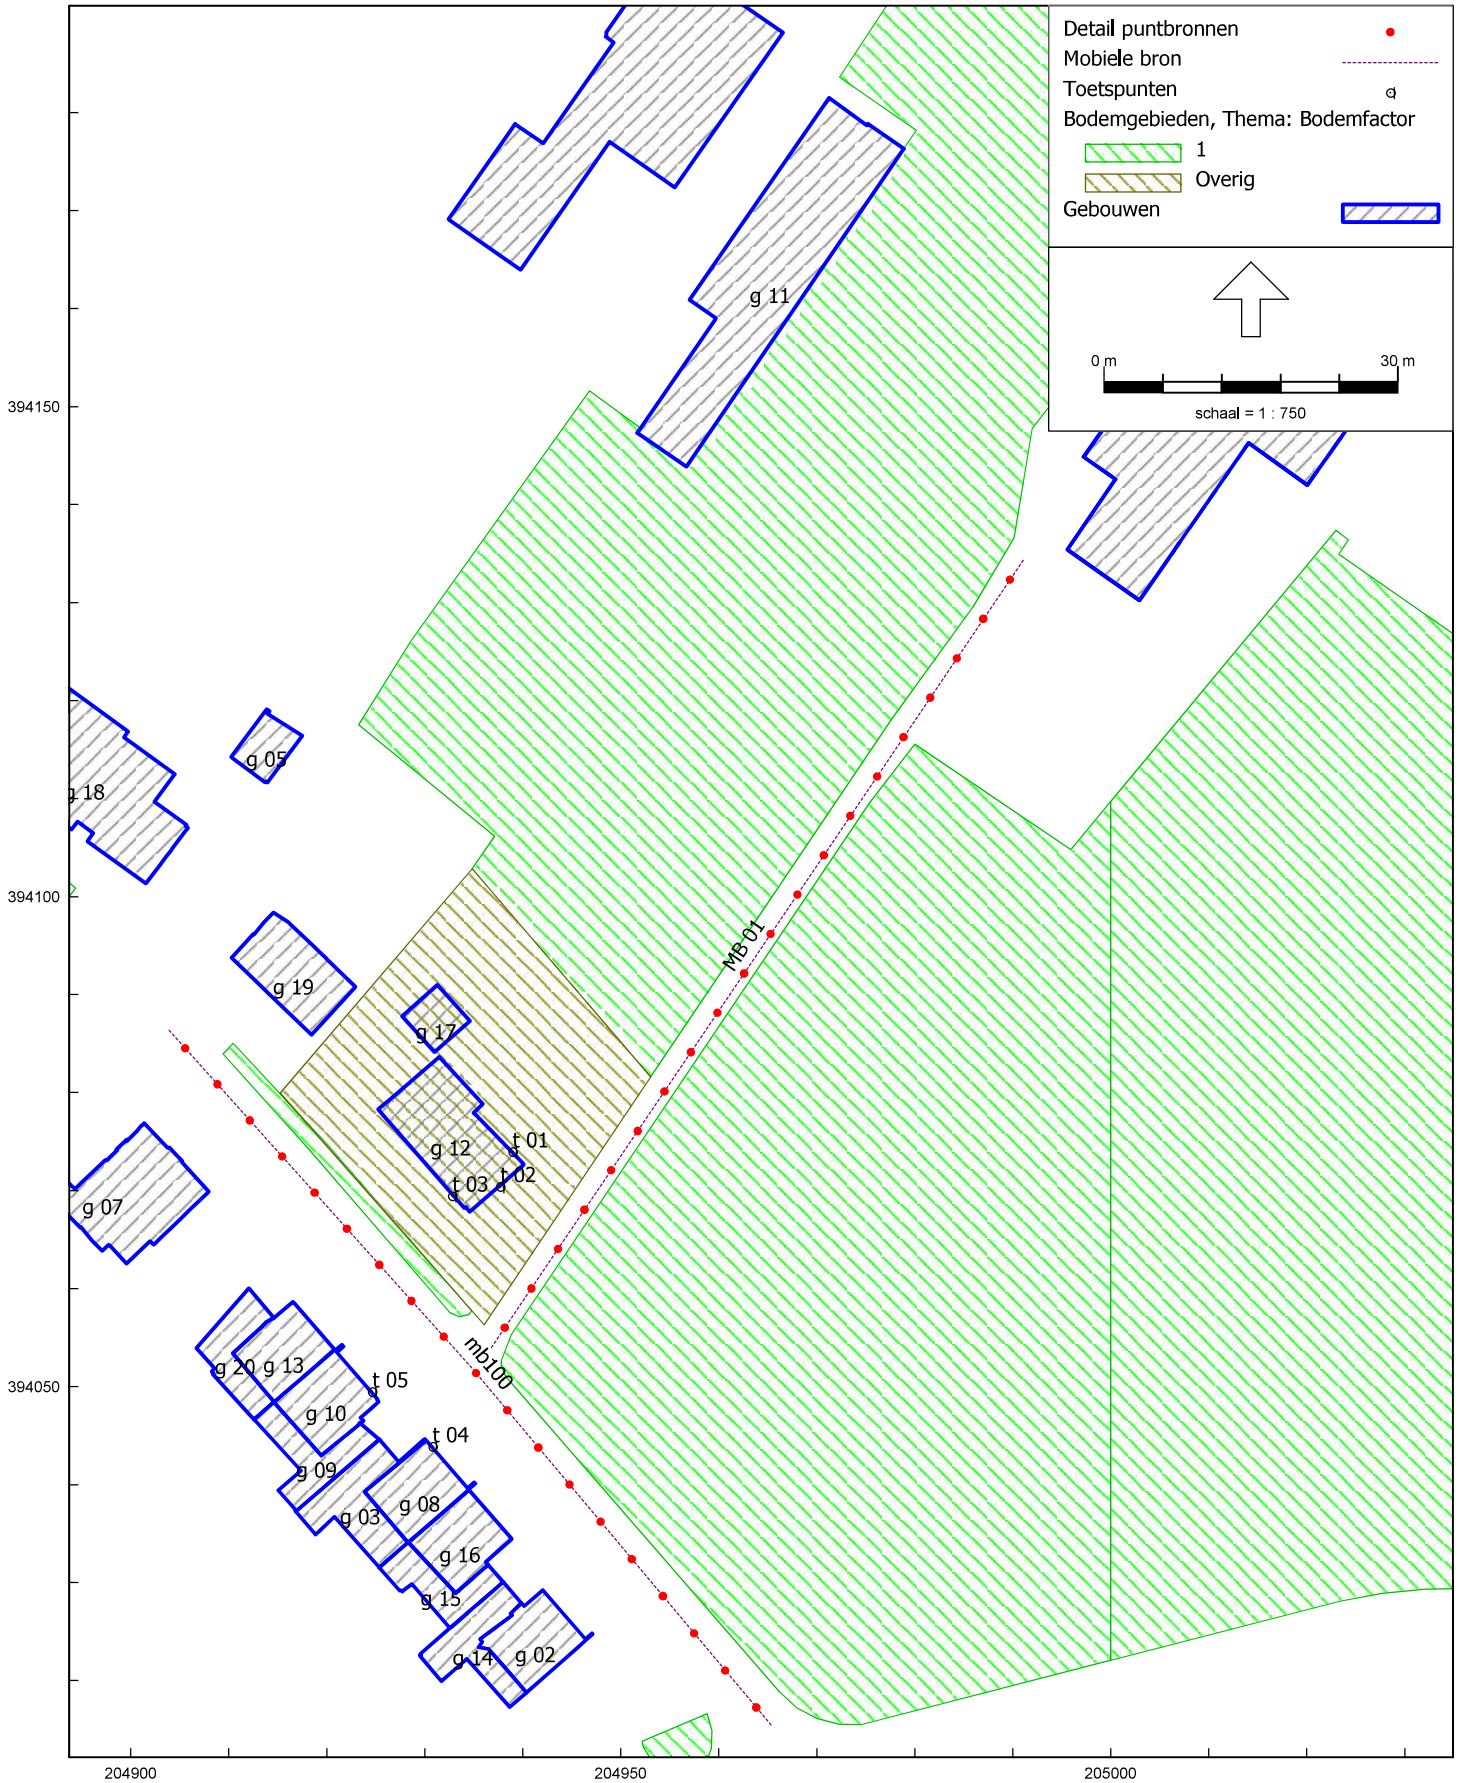 Detail puntbronnen
Mobiele bron
Toetspunten
Bodemgebieden, Thema: Bodemfactor
1
Overig
Gebouwen
0 m 30 m
schaal = 1 : 750
g 11
394150
g 05
g 18
394100
MB 01
g 19
g 17
t 01
g 12
t 02
t 03
g 07
mb100
g 20
g 13
t 05
394050
g 10
t 04
g 09
g 08
g 03
g 16
g 15
g 02
g 14
204900 204950 205000